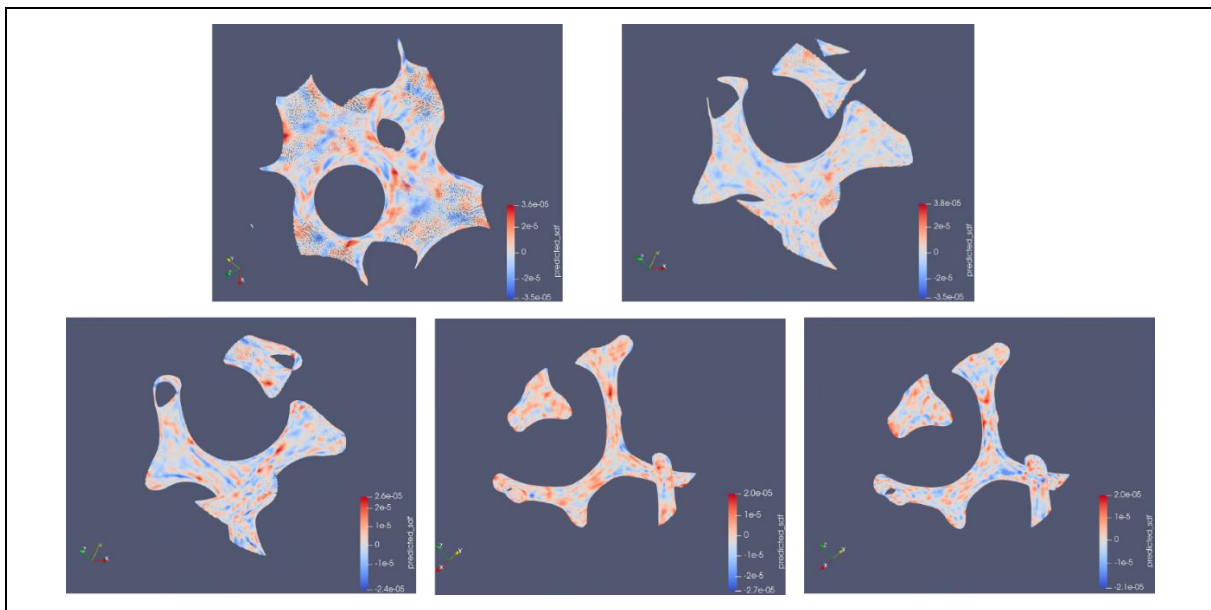 3.6e-05
2e-5
0
-2e-5
-3.5e-05
predicted_sdf
Y
Z
X
3.8e-05
2e-5
0
-2e-5
-3.5e-05
predicted_sdf
Z
Y
X
2.6e-05
2e-5
1e-5
0
-1e-5
-2.4e-05
predicted_sdf
Z
Y
X
2.0e-05
1e-5
0
-1e-5
-2e-5
-2.7e-05
predicted_sdf
Z
Y
X
2.0e-05
1e-5
0
-1e-5
-2.1e-05
predicted_sdf
Z
Y
X